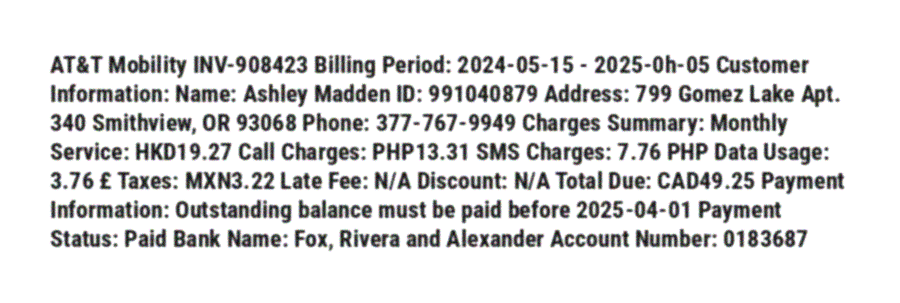 AT&T Mobility INV-908423 Billing Period: 2024-05-15 - 2025-0h-05 Customer
Information: Name: Ashley Madden ID: 991040879 Address: 799 Gomez Lake Apt.
340 Smithview, OR 93068 Phone: 377-767-9949 Charges Summary: Monthly
Service: HKD19.27 Call Charges: PHP13.31 SMS Charges: 7.76 PHP Data Usage:
3.76 £ Taxes: MXN3.22 Late Fee: N/A Discount: N/A Total Due: CAD49.25 Payment
Information: Outstanding balance must be paid before 2025-04-01 Payment
Status: Paid Bank Name: Fox, Rivera and Alexander Account Number: 0183687